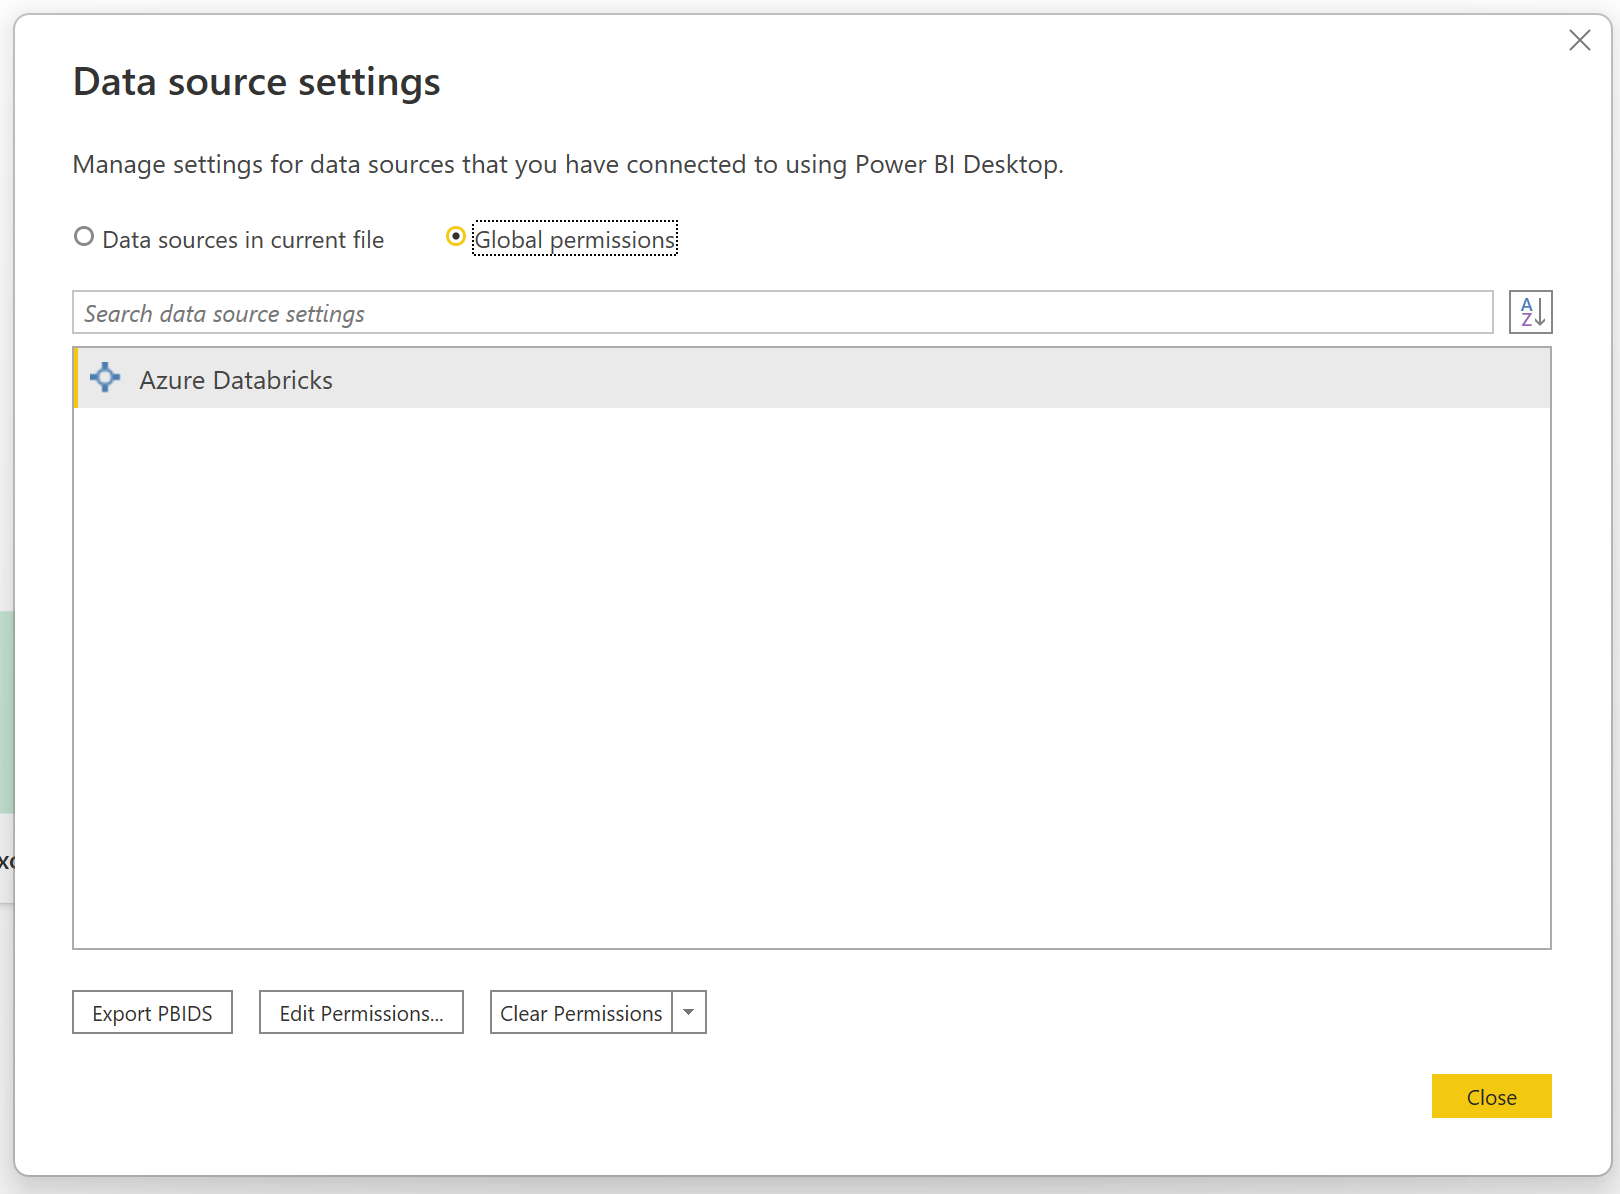 Data source settings
Manage settings for data sources that you have connected to using Power BI Desktop.
Data sources in current file Global permissions
Search data source settings
A
Z
Azure Databricks
Export PBIDS Edit Permissions... Clear Permissions
Close